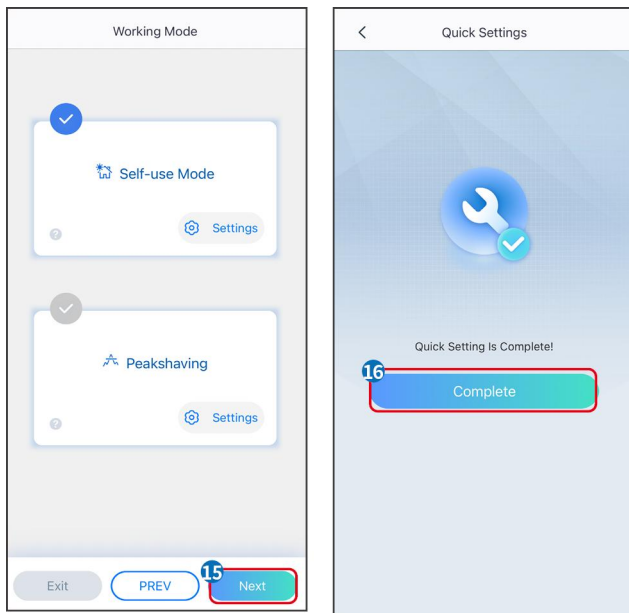 Working Mode
Self-use Mode
?
Settings
Peakshaving
?
Settings
Exit
PREV
15
Next
Quick Settings
Quick Setting Is Complete!
16
Complete